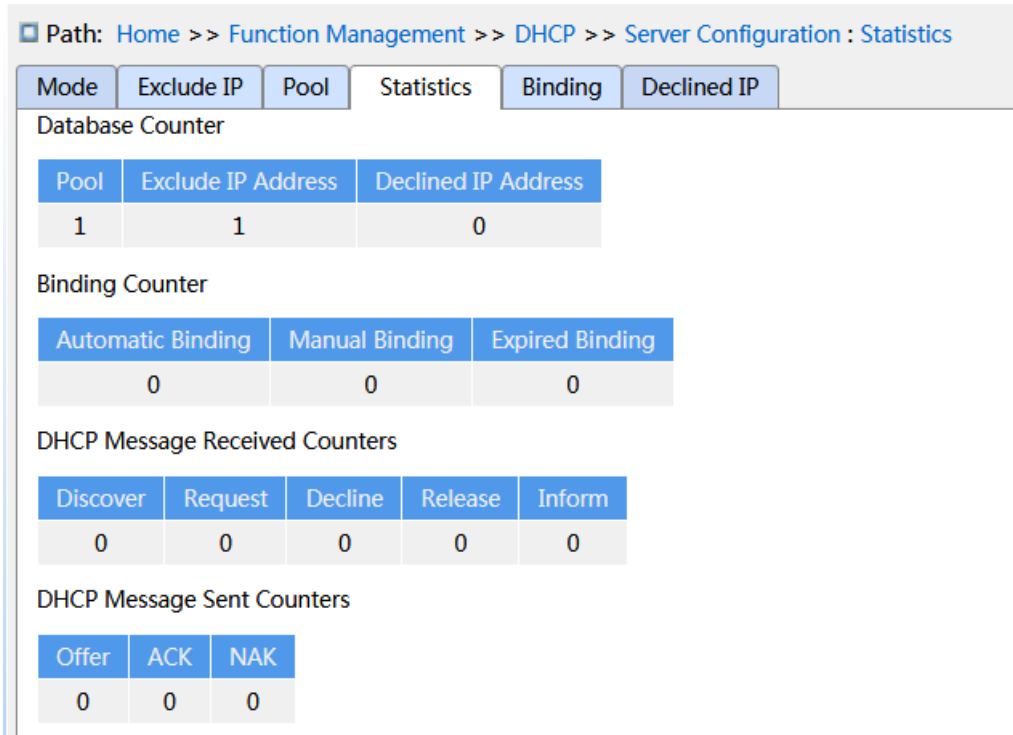 Path: Home >> Function Management >> DHCP >> Server Configuration : Statistics
Mode Exclude IP Pool Statistics Binding Declined IP
Database Counter
Pool Exclude IP Address Declined IP Address
1 1 0
Binding Counter
Automatic Binding Manual Binding Expired Binding
0 0 0
DHCP Message Received Counters
Discover Request Decline Release Inform
0 0 0 0 0
DHCP Message Sent Counters
Offer ACK NAK
0 0 0